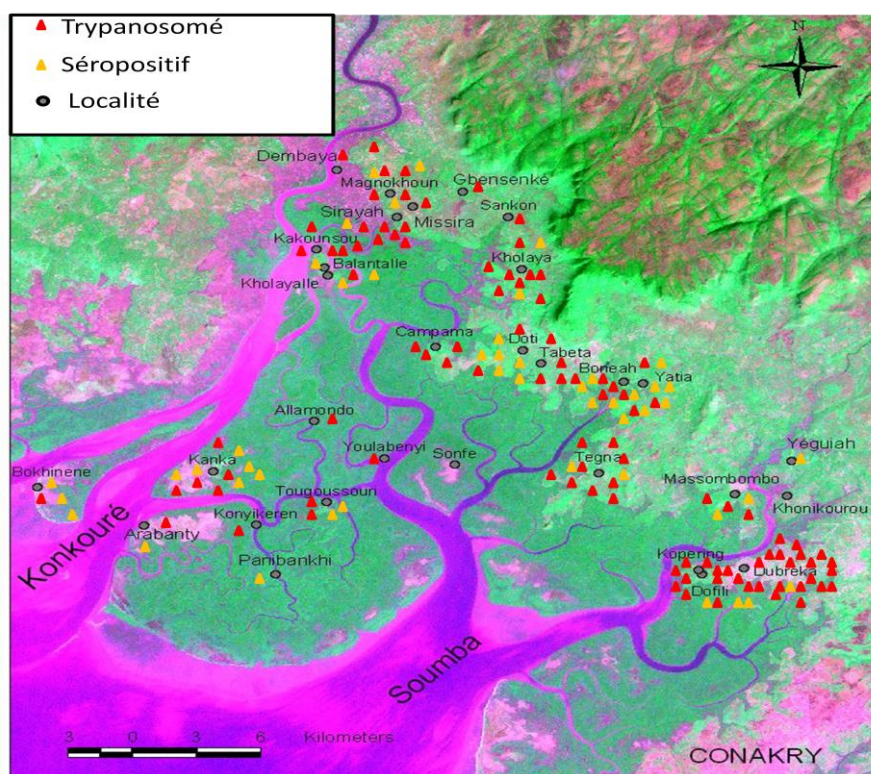 Trypanosomé
Séropositif
Localité
N
Dembaya
Magnokhoun
Gbensenké
Sirayah
Missira
Sankon
Kakounsou
Balantalle
Kholaya
Kholayalle
Campama
Doti
Tabeta
Boneah
Yatia
Allamondo
Youlabenyi
Sonfe
Tegna
Yéguiah
Kanka
Bokhinene
Massombombo
Khonikourou
Tougoussoun
Konyikeren
Arabanty
Konkouré
Panibankhi
Kopering
Dubreka
Dofili
Soumba
3 0 3 6 Kilometers
CONAKRY